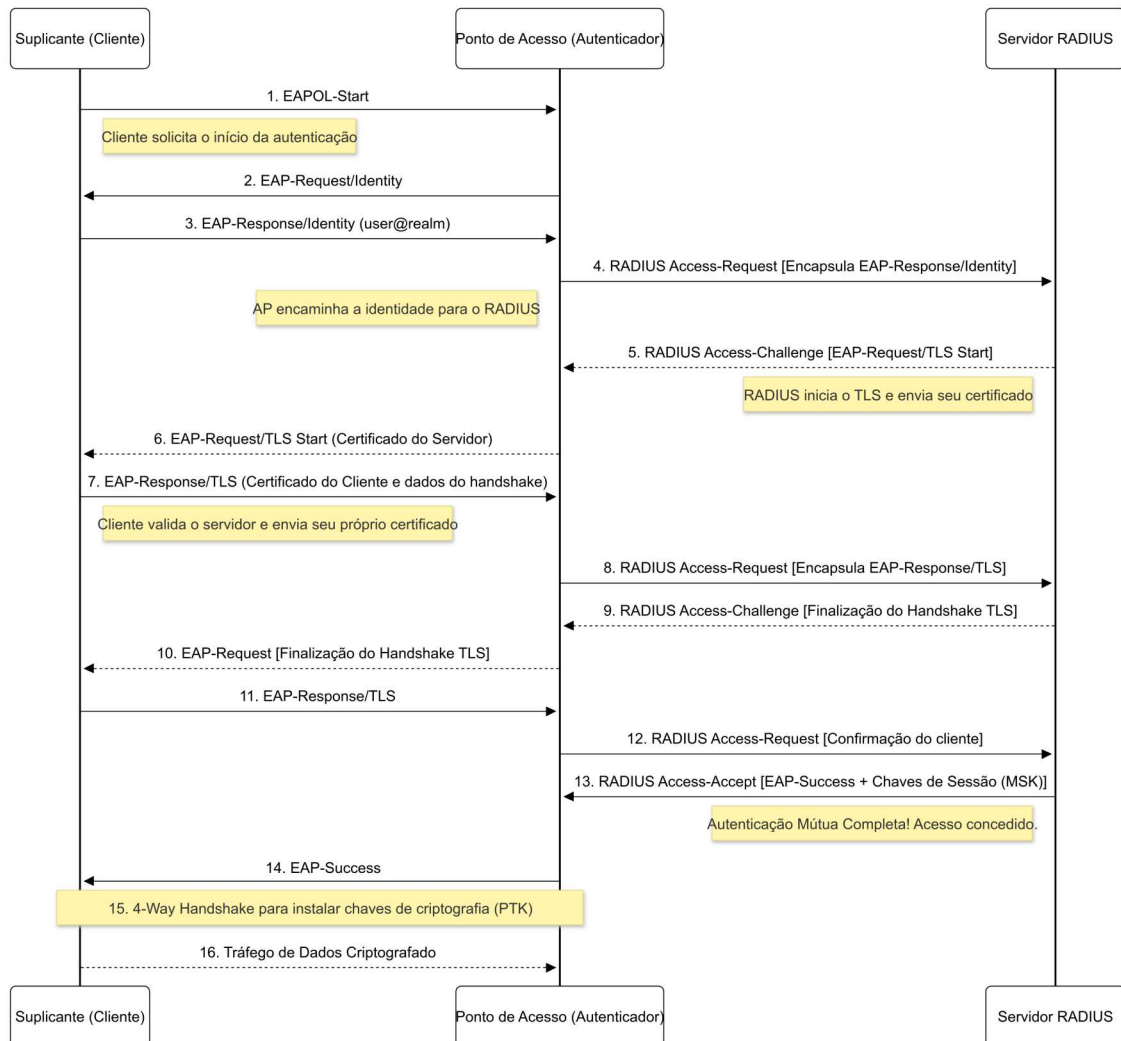 Suplicante (Cliente)
Ponto de Acesso (Autenticador)
Servidor RADIUS
1. EAPOL-Start
Cliente solicita o início da autenticação
2. EAP-Request/Identity
3. EAP-Response/Identity (user@realm)
4. RADIUS Access-Request [Encapsula EAP-Response/Identity]
AP encaminha a identidade para o RADIUS
5. RADIUS Access-Challenge [EAP-Request/TLS Start]
RADIUS inicia o TLS e envia seu certificado
6. EAP-Request/TLS Start (Certificado do Servidor)
7. EAP-Response/TLS (Certificado do Cliente e dados do handshake)
Cliente valida o servidor e envia seu próprio certificado
8. RADIUS Access-Request [Encapsula EAP-Response/TLS]
9. RADIUS Access-Challenge [Finalização do Handshake TLS]
10. EAP-Request [Finalização do Handshake TLS]
11. EAP-Response/TLS
12. RADIUS Access-Request [Confirmação do cliente]
13. RADIUS Access-Accept [EAP-Success + Chaves de Sessão (MSK)]
Autenticação Mútua Completa! Acesso concedido.
14. EAP-Success
15. 4-Way Handshake para instalar chaves de criptografia (PTK)
16. Tráfego de Dados Criptografado
Suplicante (Cliente)
Ponto de Acesso (Autenticador)
Servidor RADIUS